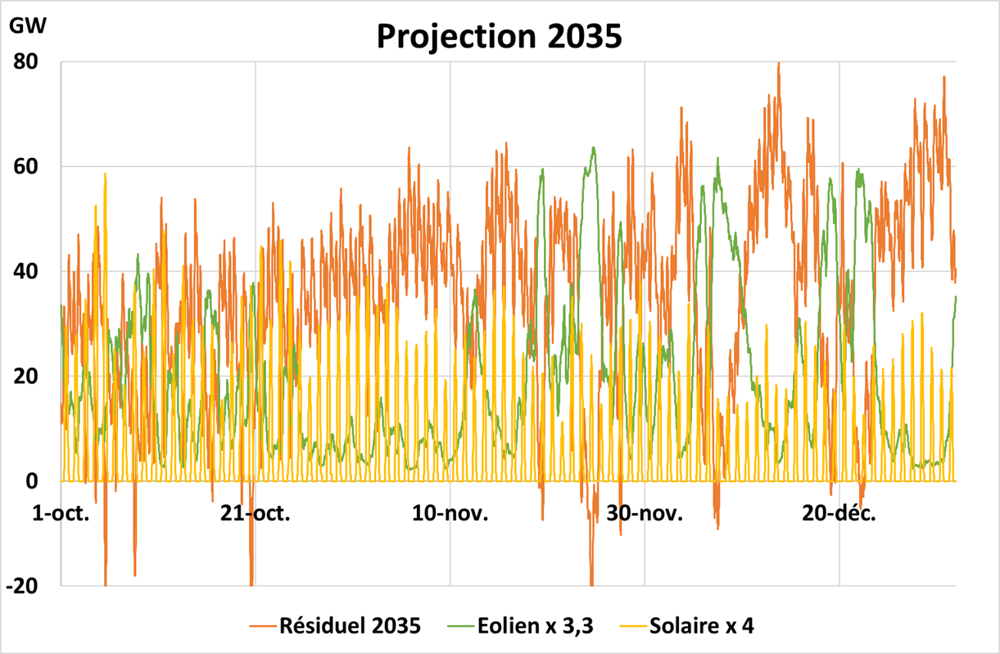 GW
Projection 2035
80
60
40
20
0
-20
1-oct. 21-oct. 10-nov. 30-nov. 20-déc.
Résiduel 2035 Eolien x 3,3 Solaire x 4